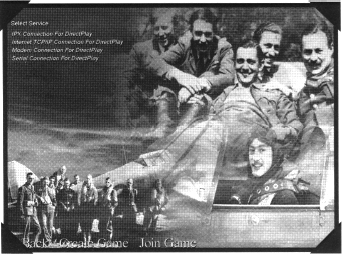 Select Service
IPX Connection For DirectPlay
Internet TCP/IP Connection For DirectPlay
Modem Connection For DirectPlay
Serial Connection For DirectPlay
Back Create Game Join Game